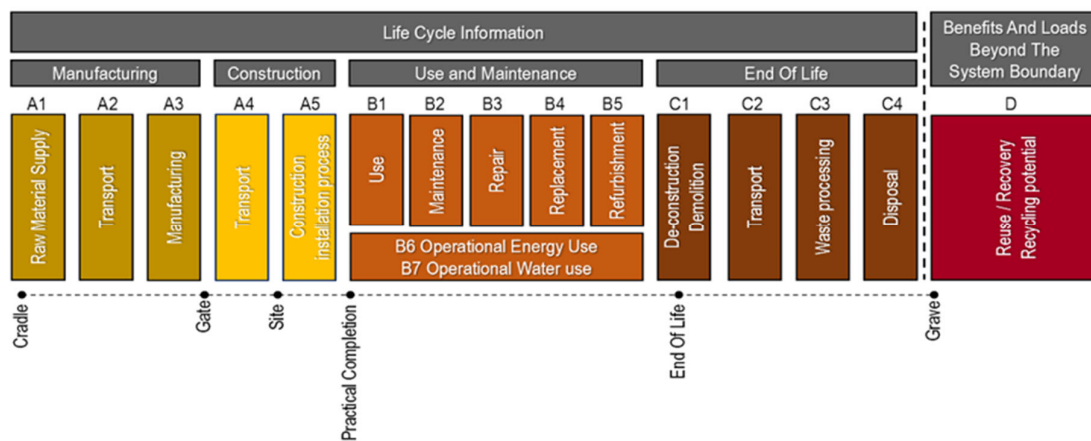 Life Cycle Information
Benefits And Loads
Beyond The
System Boundary
Manufacturing
Construction
Use and Maintenance
End Of Life
A1
A2
A3
A4
A5
B1
B2
B3
B4
B5
C1
C2
C3
C4
D
Raw Material Supply
Transport
Manufacturing
Transport
Construction
installation process
Use
Maintenance
Repair
Replacement
Refurbishment
B6 Operational Energy Use
B7 Operational Water use
De-construction
Demolition
Transport
Waste processing
Disposal
Reuse / Recovery
Recycling potential
Cradle
Gate
Site
Practical Completion
End Of Life
Grave